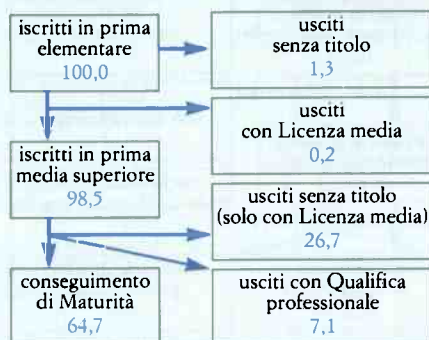 iscritti in prima
elementare
100,0
usciti
senza titolo
1,3
usciti
con Licenza media
0,2
iscritti in prima
media superiore
98,5
usciti senza titolo
(solo con Licenza media)
26,7
conseguimento
di Maturità
64,7
usciti con Qualifica
professionale
7,1